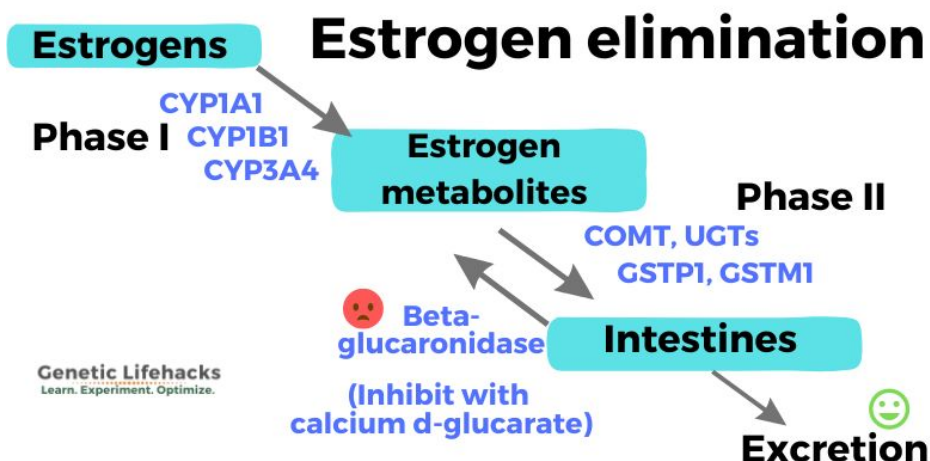 Estrogen elimination
Estrogens
CYP1A1
Phase I CYP1B1
CYP3A4
Estrogen
metabolites
Phase II
COMT, UGTs
GSTP1, GSTM1
Beta-
glucaronidase
Intestines
(Inhibit with
calcium d-glucarate)
Genetic Lifehacks
Learn. Experiment. Optimize.
Excretion